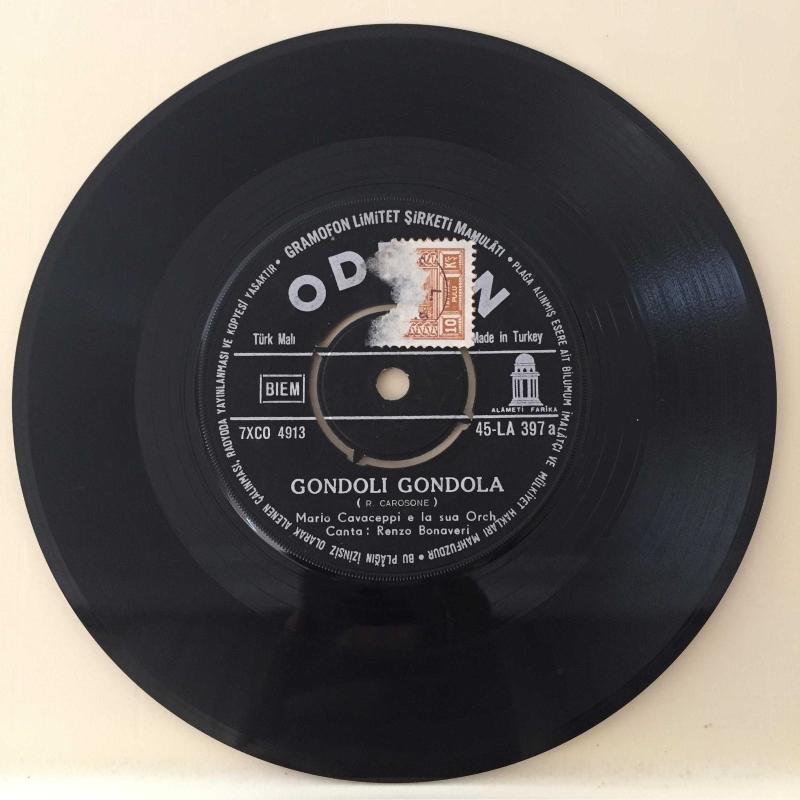 GRAMOFON LİMİTET ŞİRKETİ MAMULÂTI • PLAĞA ALINMIŞ ESERE AİT BİLUMUM İMALÂTÇI VE MÜLKİYET HAKLARI MAHFUZDUR • BU PLÂĞIN İZİNSİZ OLARAK ALENEN ÇALINMASI, RADYODA YAYINLANMASI VE KOPYESİ YASAKTIR •
OD N
10 PULU KŞ
Türk Malı
Made in Turkey
BIEM
ALÂMETİ FARİKA
7XCO 4913
45-LA 397 a
GONDOLI GONDOLA
( R. CAROSONE )
Mario Cavaceppi e la sua Orch
Canta : Renzo Bonaveri